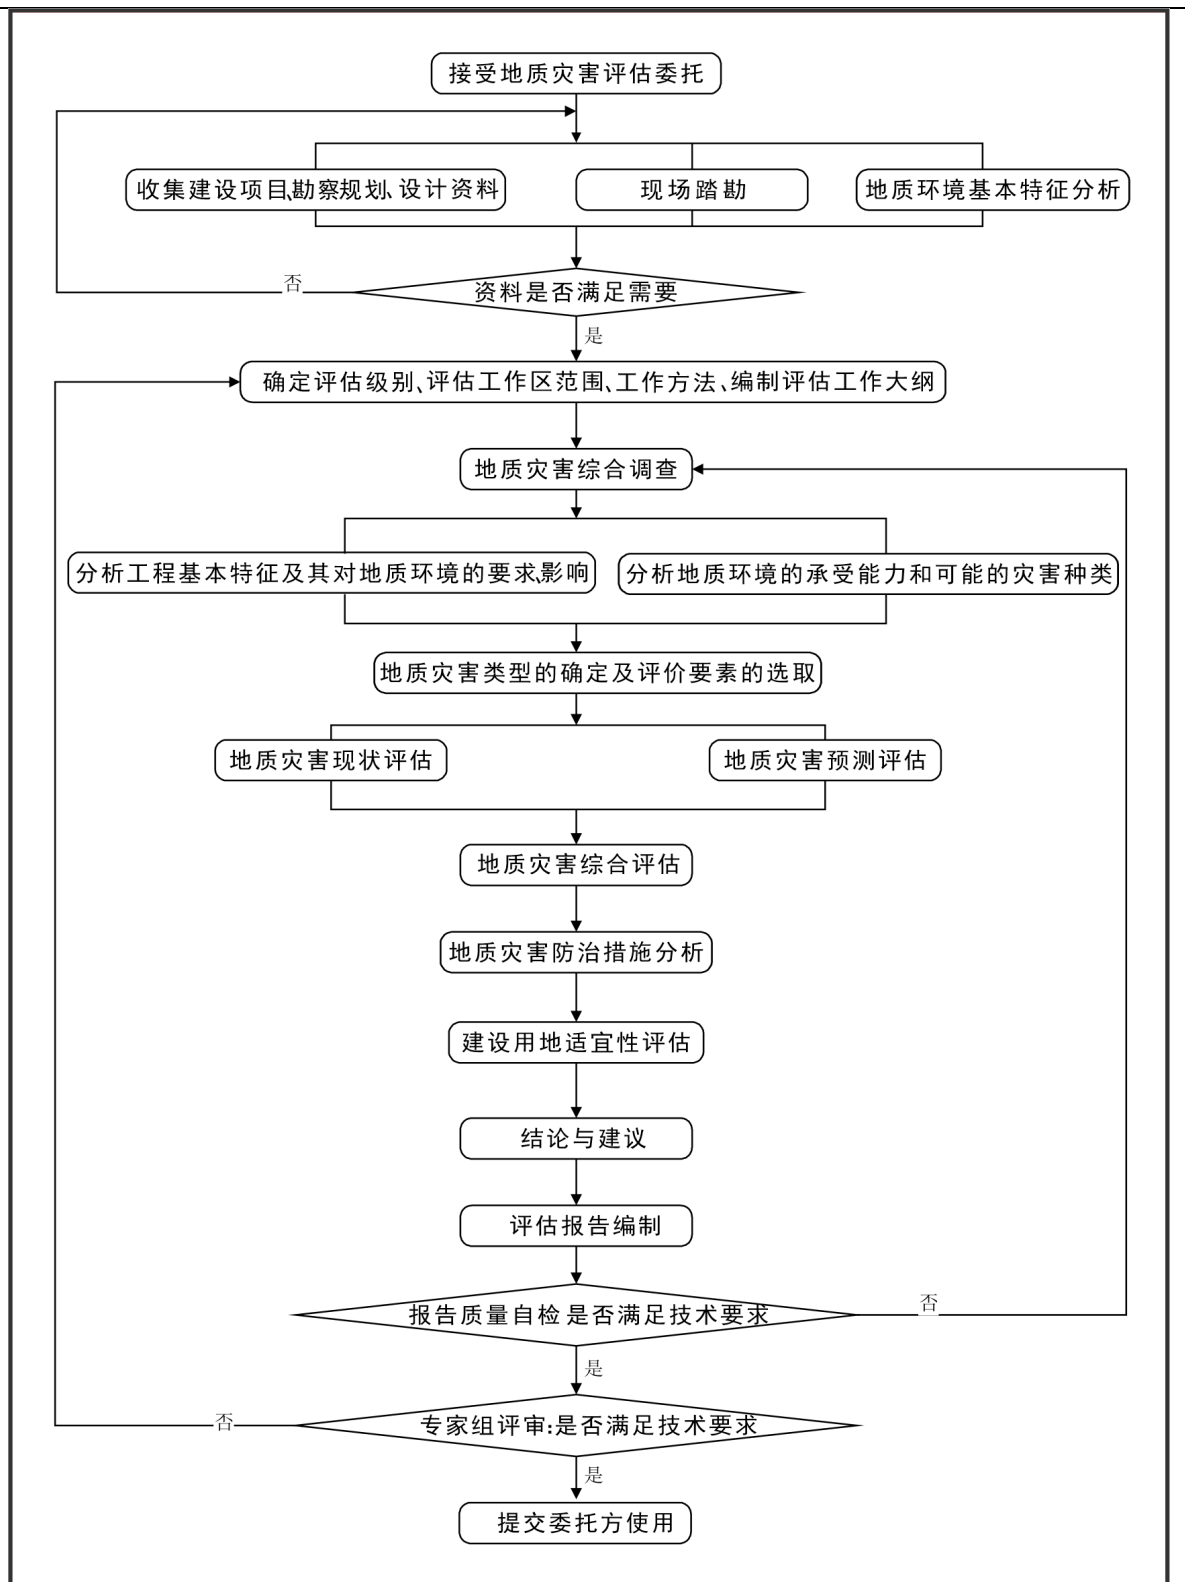 接受地质灾害评估委托
收集建设项目、勘察规划、设计资料
现场踏勘
地质环境基本特征分析
否
资料是否满足需要
是
确定评估级别、评估工作区范围、工作方法、编制评估工作大纲
地质灾害综合调查
分析工程基本特征及其对地质环境的要求、影响
分析地质环境的承受能力和可能的灾害种类
地质灾害类型的确定及评价要素的选取
地质灾害现状评估
地质灾害预测评估
地质灾害综合评估
地质灾害防治措施分析
建设用地适宜性评估
结论与建议
评估报告编制
报告质量自检 是否满足技术要求
否
是
否
专家组评审:是否满足技术要求
是
提交委托方使用